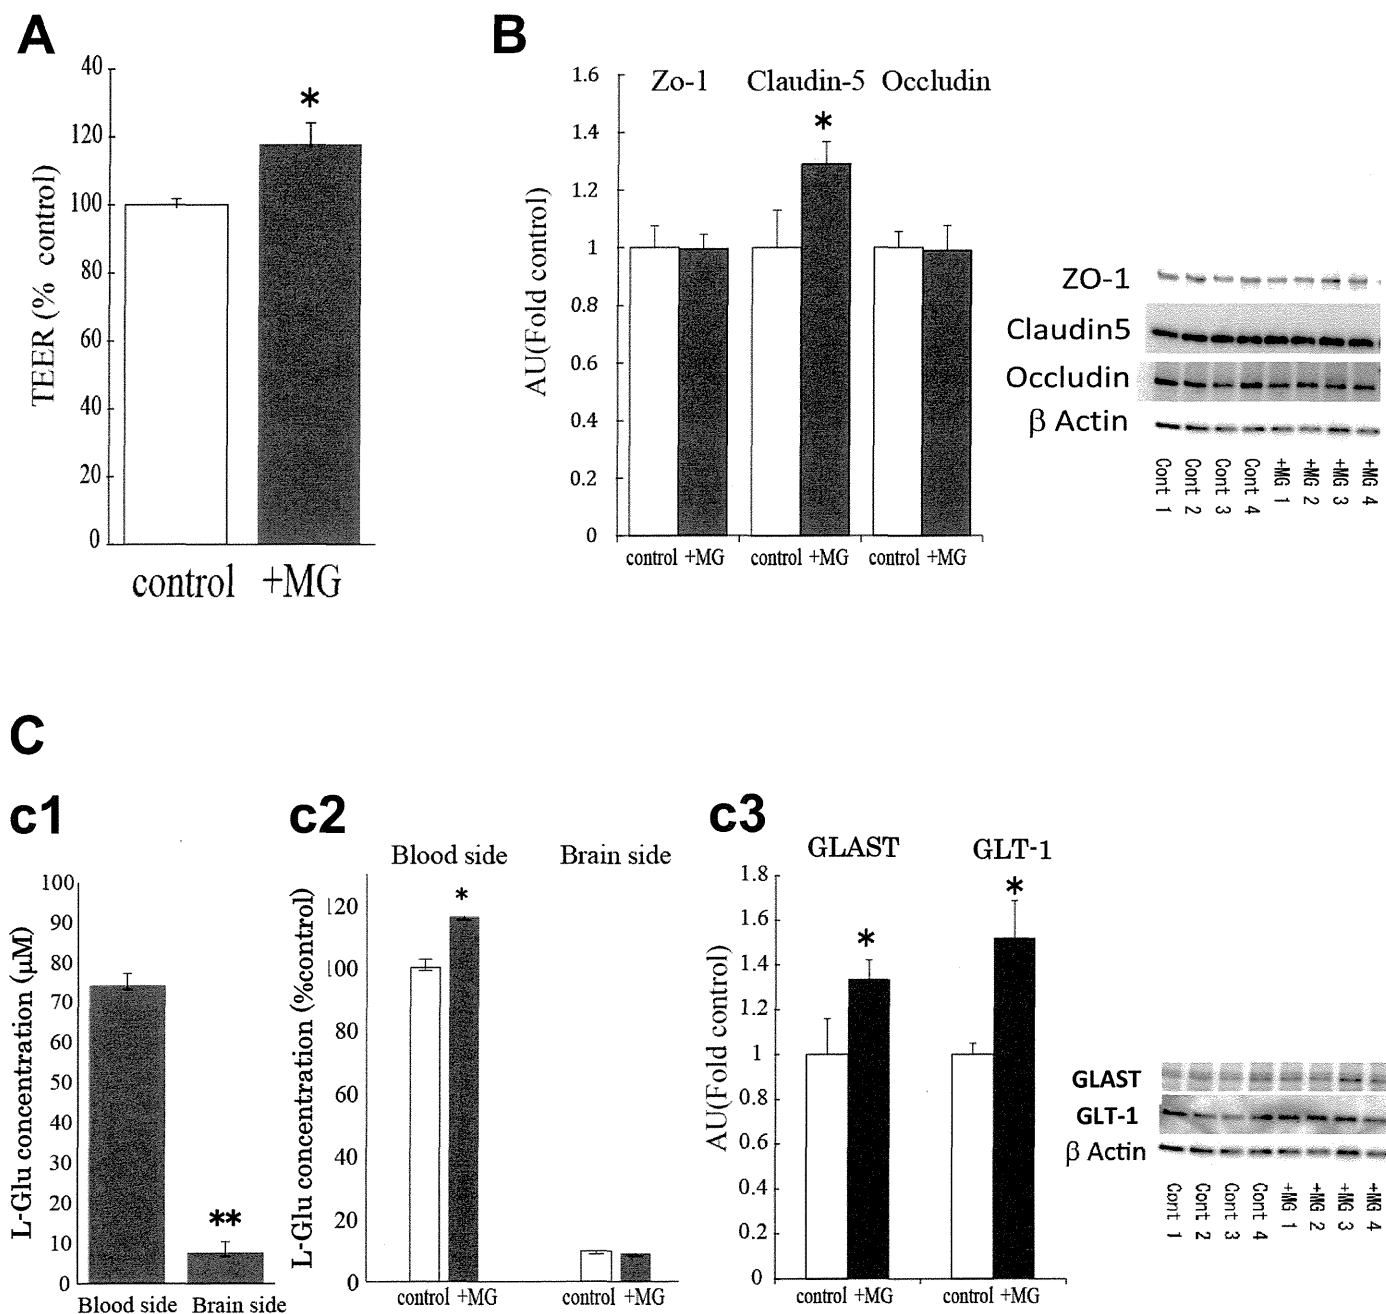 A
TEER (% control)
40
120
100
80
60
40
20
0
*
control +MG
B
AU(Fold control)
1.6
1.4
1.2
1
0.8
0.6
0.4
0.2
0
Zo-1 Claudin-5 Occludin
*
control +MG control +MG control +MG
ZO-1
Claudin5
Occludin
β Actin
Cont 1
Cont 2
Cont 3
Cont 4
+MG 1
+MG 2
+MG 3
+MG 4
C
c1
L-Glu concentration (μM)
100
90
80
70
60
50
40
30
20
10
0
**
Blood side Brain side
c2
L-Glu concentration (%control)
120
100
80
60
40
20
0
Blood side Brain side
*
control +MG control +MG
c3
AU(Fold control)
1.8
1.6
1.4
1.2
1
0.8
0.6
0.4
0.2
0
GLAST GLT-1
*
*
control +MG control +MG
GLAST
GLT-1
β Actin
Cont 1
Cont 2
Cont 3
Cont 4
+MG 1
+MG 2
+MG 3
+MG 4